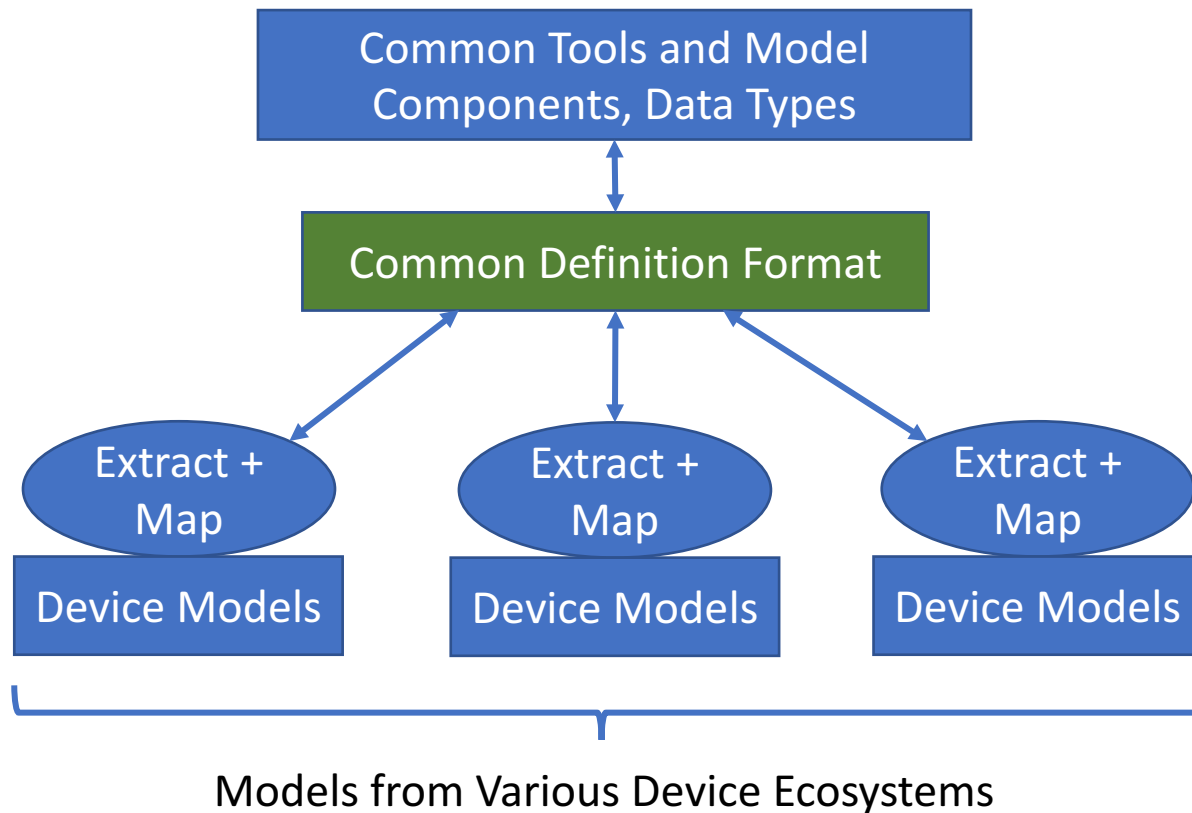 Common Tools and Model
Components, Data Types
Common Definition Format
Extract +
Map
Extract +
Map
Extract +
Map
Device Models
Device Models
Device Models
Models from Various Device Ecosystems